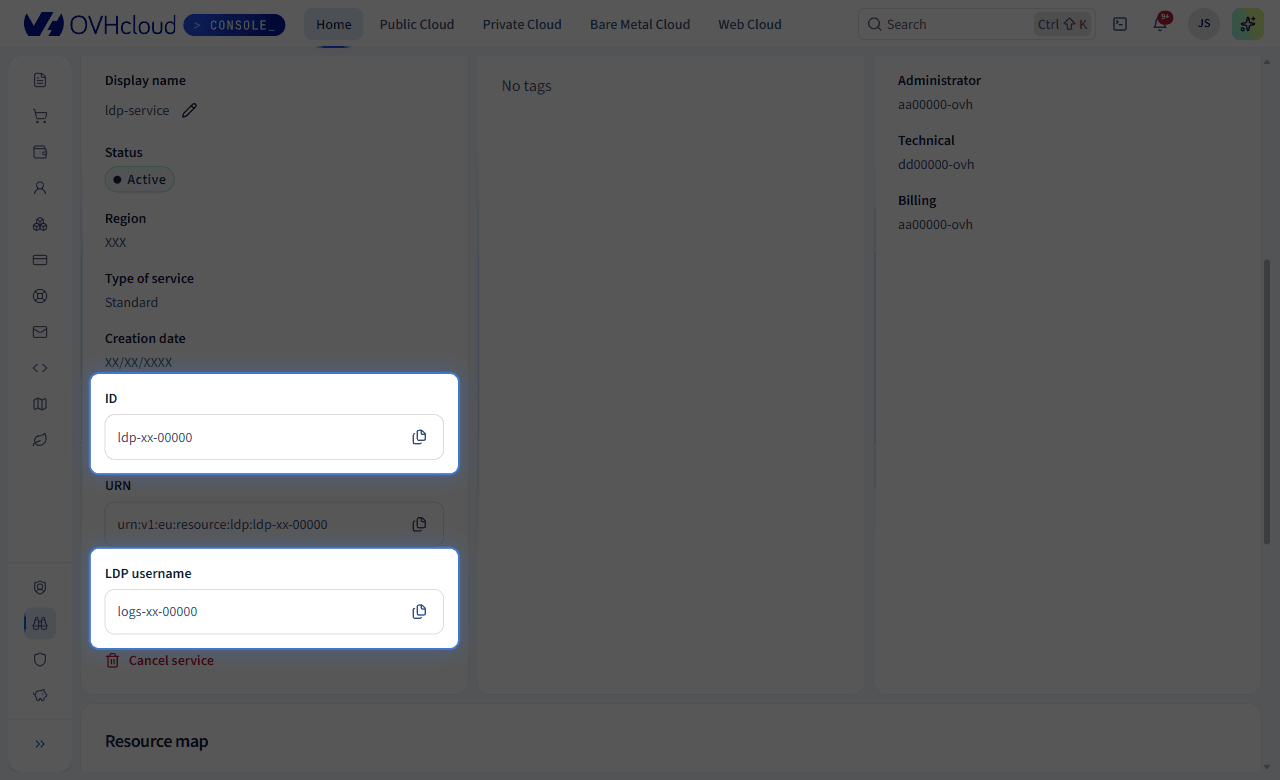 OVHcloud
> CONSOLE_
Home
Public Cloud
Private Cloud
Bare Metal Cloud
Web Cloud
Search
Ctrl ⇧ K
9+
JS
Display name
ldp-service
Status
Active
Region
XXX
Type of service
Standard
Creation date
XX/XX/XXXX
ID
ldp-xx-00000
URN
urn:v1:eu:resource:ldp:ldp-xx-00000
LDP username
logs-xx-00000
Cancel service
No tags
Administrator
aa00000-ovh
Technical
dd00000-ovh
Billing
aa00000-ovh
Resource map